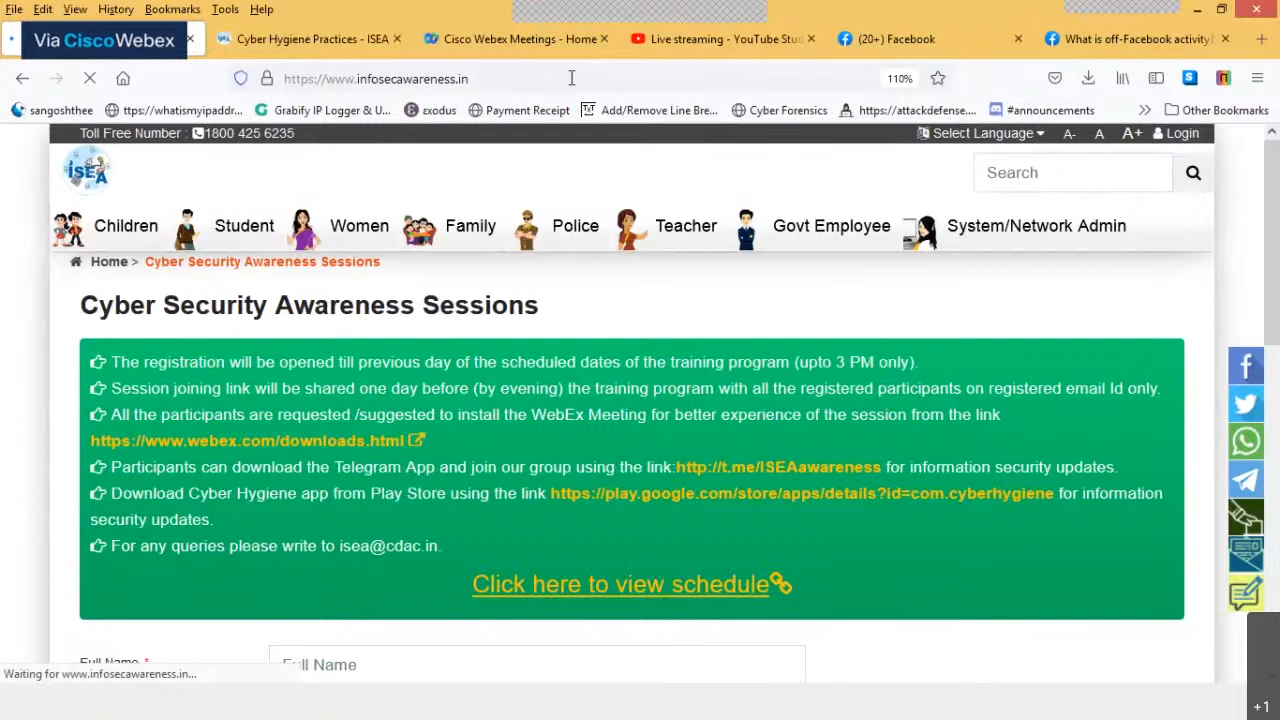 File Edit View History Bookmarks Tools Help
Via CiscoWebex
Cyber Hygiene Practices - ISEA
Cisco Webex Meetings - Home
Live streaming - YouTube Stud
(20+) Facebook
What is off-Facebook activity?
https://www.infosecawareness.in
110%
sangoshthee
ttps://whatismyipaddr...
Grabify IP Logger & U...
εxodus
Payment Receipt
Add/Remove Line Bre...
Cyber Forensics
https://attackdefense....
#announcements
Other Bookmarks
Toll Free Number : 1800 425 6235
Select Language
A- A A+ Login
ISEA
Search
Children Student Women Family Police Teacher Govt Employee System/Network Admin
Home > Cyber Security Awareness Sessions
Cyber Security Awareness Sessions
The registration will be opened till previous day of the scheduled dates of the training program (upto 3 PM only).
Session joining link will be shared one day before (by evening) the training program with all the registered participants on registered email Id only.
All the participants are requested /suggested to install the WebEx Meeting for better experience of the session from the link
https://www.webex.com/downloads.html
Participants can download the Telegram App and join our group using the link:http://t.me/ISEAawareness for information security updates.
Download Cyber Hygiene app from Play Store using the link https://play.google.com/store/apps/details?id=com.cyberhygiene for information
security updates.
For any queries please write to isea@cdac.in.
Click here to view schedule
Full Name *
Full Name
Waiting for www.infosecawareness.in...
+1